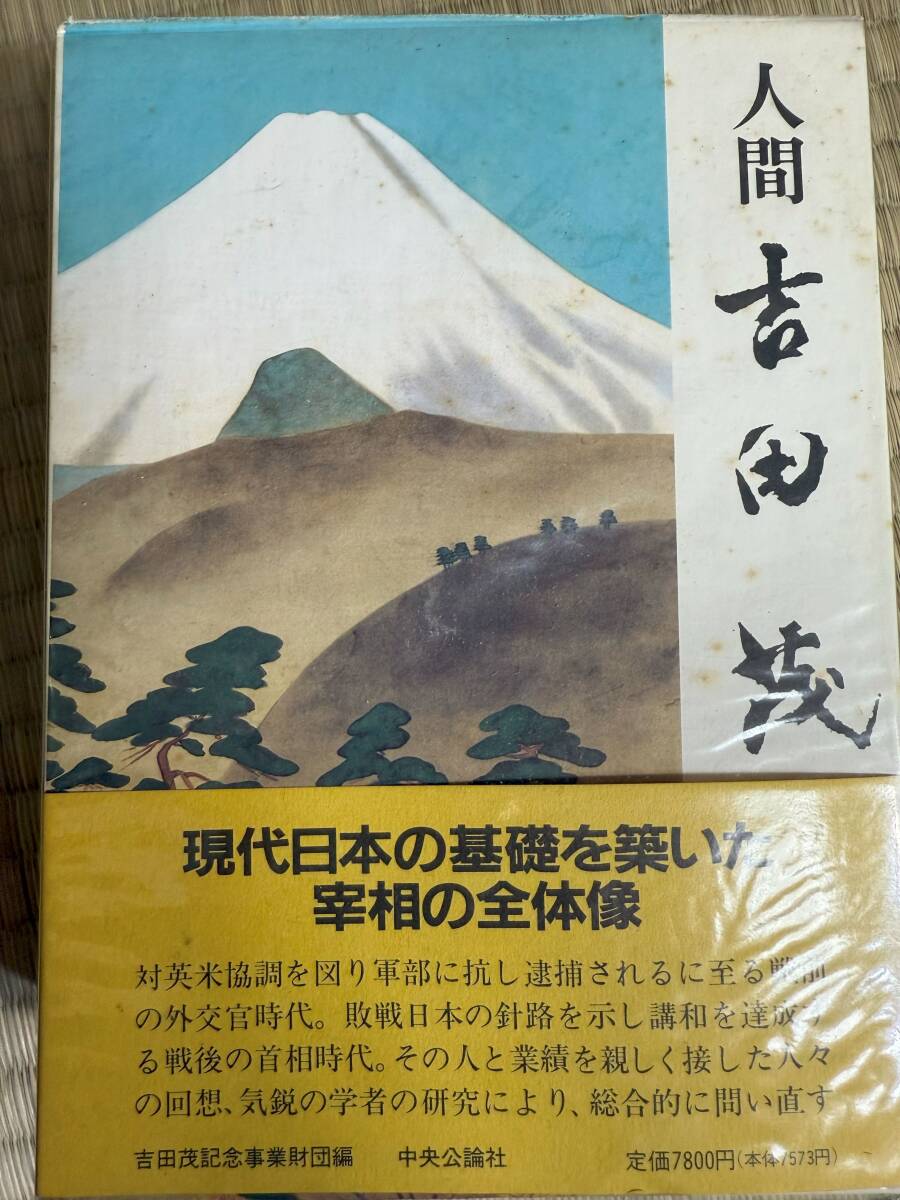 人間 吉田茂
現代日本の基礎を築いた
宰相の全体像
対英米協調を図り軍部に抗し逮捕されるに至る戦前
の外交官時代。敗戦日本の針路を示し講和を達成す
る戦後の首相時代。その人と業績を親しく接した人々
の回想、気鋭の学者の研究により、総合的に問い直す
吉田茂記念事業財団編 中央公論社 定価7800円(本体7573円)